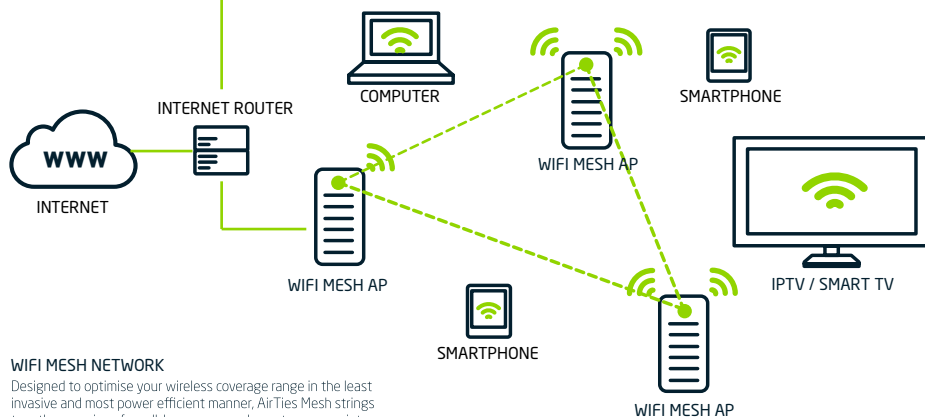 COMPUTER
SMARTPHONE
INTERNET ROUTER
WWW
WIFI MESH AP
INTERNET
WIFI MESH AP
IPTV / SMART TV
SMARTPHONE
WIFI MESH NETWORK
Designed to optimise your wireless coverage range in the least
invasive and most power efficient manner, AirTies Mesh strings
WIFI MESH AP